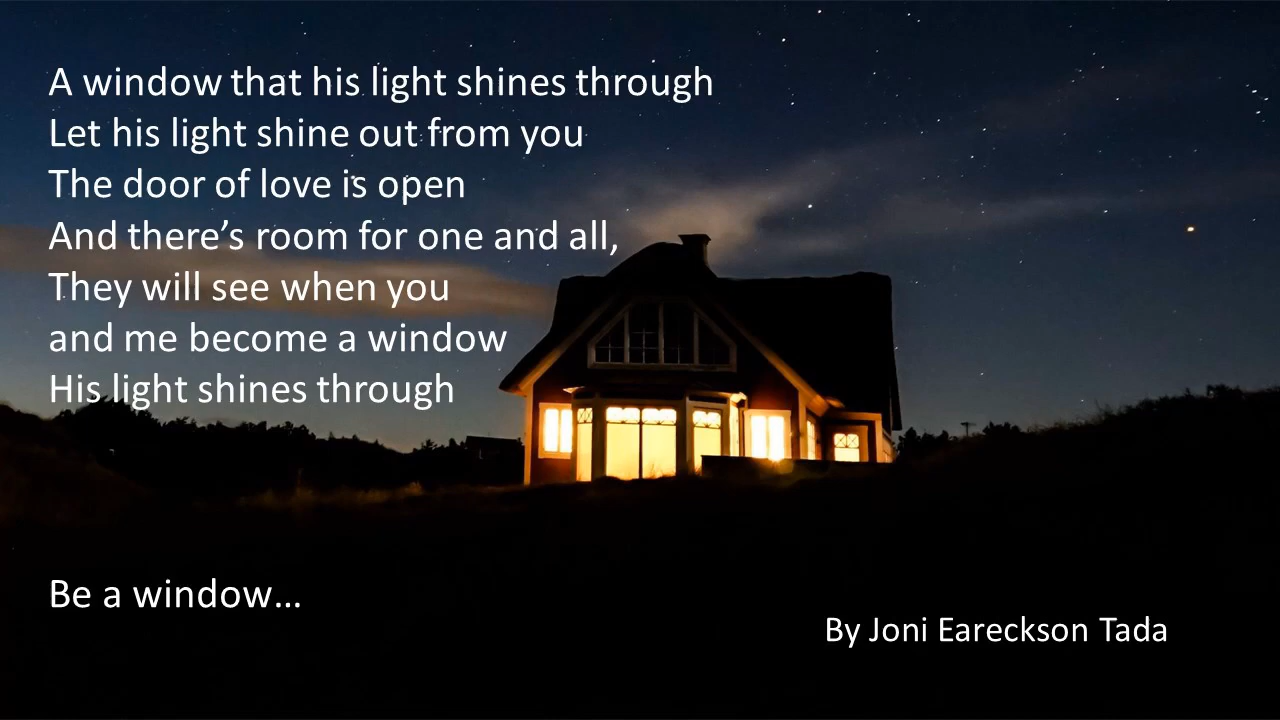 A window that his light shines through
Let his light shine out from you
The door of love is open
And there’s room for one and all,
They will see when you
and me become a window
His light shines through
Be a window…
By Joni Eareckson Tada